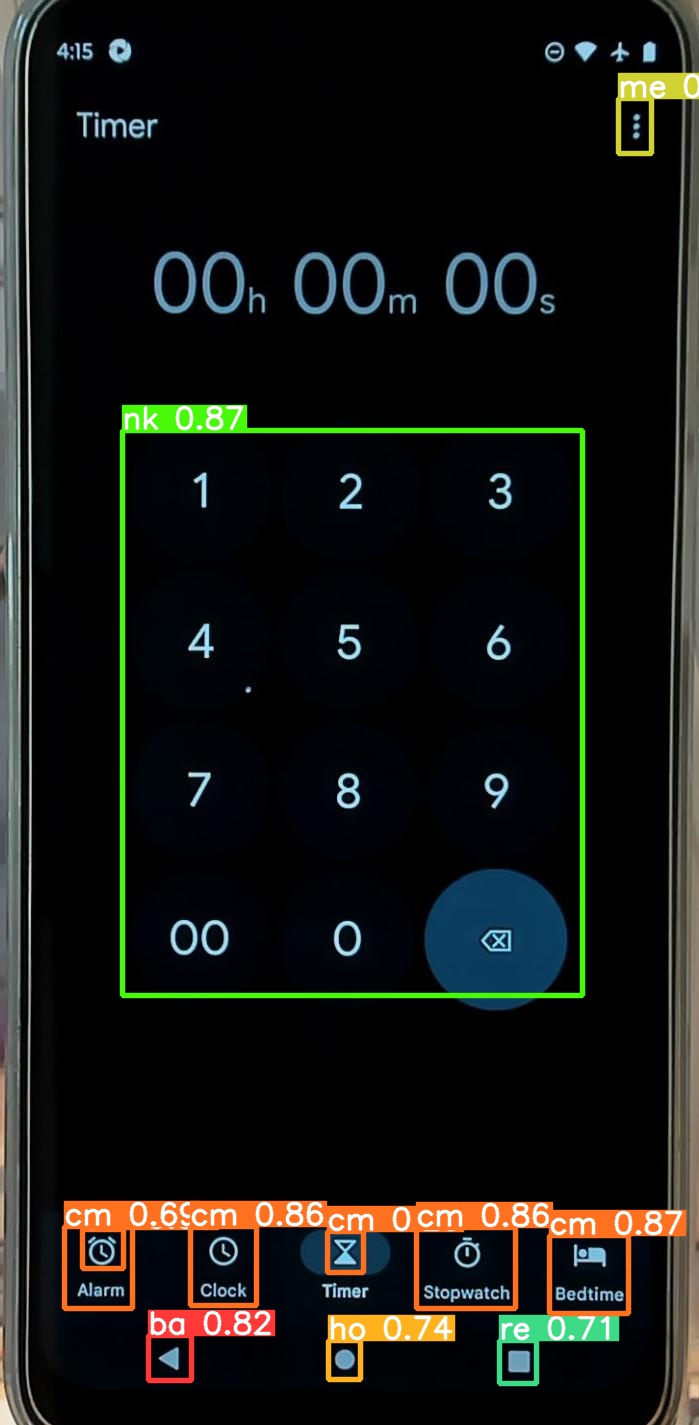 4:15
me 0
Timer
00h 00m 00s
nk 0.87
1 2 3
4 5 6
7 8 9
00 0
cm 0.69 cm 0.86 cm 0 cm 0.86 cm 0.87
Alarm Clock Timer Stopwatch Bedtime
ba 0.82 ho 0.74 re 0.71